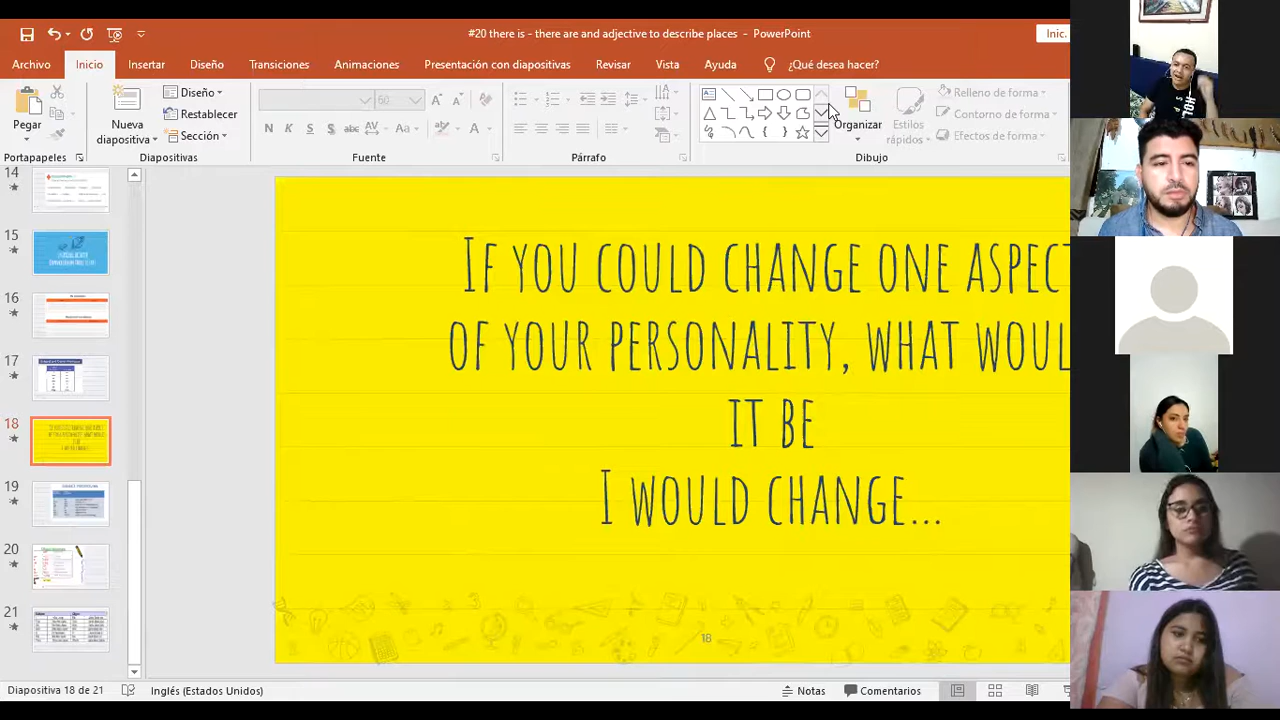 #20 there is - there are and adjective to describe places - PowerPoint
Inic.
Archivo
Inicio
Insertar
Diseño
Transiciones
Animaciones
Presentación con diapositivas
Revisar
Vista
Ayuda
¿Qué desea hacer?
Pegar
Nueva
diapositiva
Diseño
Restablecer
Sección
60
N K S
Aa
A
Organizar
Estilos
rápidos
Relleno de forma
Contorno de forma
Efectos de forma
Portapapeles
Diapositivas
Fuente
Párrafo
Dibujo
14
15
16
17
18
19
20
21
IF YOU COULD CHANGE ONE ASPECT
OF YOUR PERSONALITY, WHAT WOUL
IT BE
I WOULD CHANGE...
18
Diapositiva 18 de 21
Inglés (Estados Unidos)
Notas
Comentarios